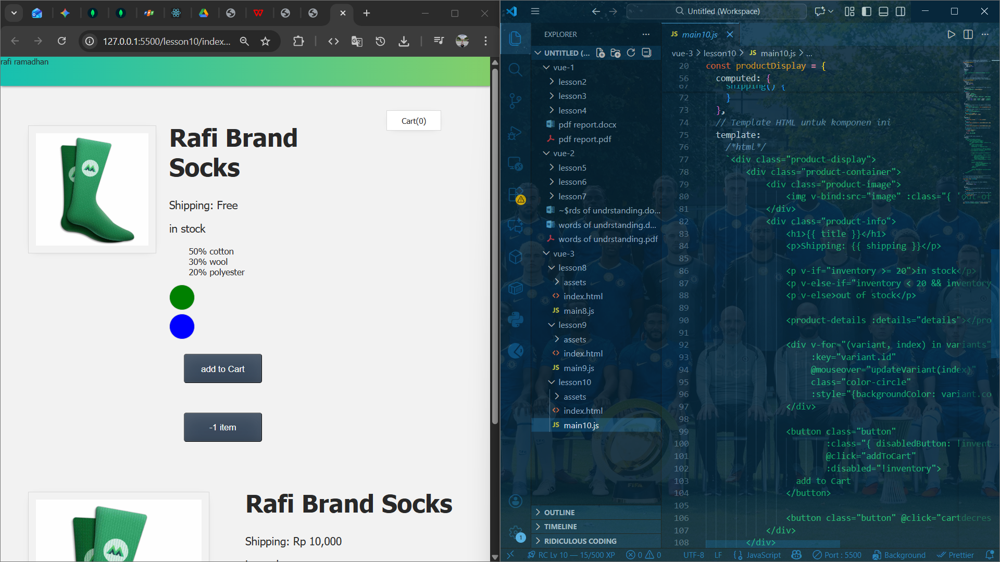 127.0.0.1:5500/lesson10/index...
rafi ramadhan
Cart(0)
Rafi Brand
Socks
Shipping: Free
in stock
50% cotton
30% wool
20% polyester
add to Cart
-1 item
Rafi Brand Socks
Shipping: Rp 10,000
Untitled (Workspace)
EXPLORER
UNTITLED (...
vue-1
lesson2
lesson3
lesson4
pdf report.docx
pdf report.pdf
vue-2
lesson5
lesson6
lesson7
~$rds of undrstanding.do...
words of undrstanding.d...
words of undrstanding.pdf
vue-3
lesson8
assets
index.html
JS main8.js
lesson9
assets
index.html
JS main9.js
lesson10
assets
index.html
JS main10.js
OUTLINE
TIMELINE
RIDICULOUS CODING
JS main10.js
vue-3 > lesson10 > JS main10.js > ...
20 const productDisplay = {
56 computed: {
67 shipping() {
72 }
73 },
74 // Template HTML untuk komponen ini
75 template:
76 /*html*/
77 `<div class="product-display">
78 <div class="product-container">
79 <div class="product-image">
80 <img v-bind:src="image" :class="{ 'out-of
81 </div>
82 <div class="product-info">
83 <h1>{{ title }}</h1>
84 <p>Shipping: {{ shipping }}</p>
85
86 <p v-if="inventory >= 20">in stock</p>
87 <p v-else-if="inventory < 20 && inventory
88 <p v-else>out of stock</p>
89
90 <product-details :details="details"></pro
91
92 <div v-for="(variant, index) in variants"
93 :key="variant.id"
94 @mouseover="updateVariant(index)"
95 class="color-circle"
96 :style="{backgroundColor: variant.co
97 </div>
98
99 <button class="button"
100 :class="{ disabledButton: !invent
101 @click="addToCart"
102 :disabled="!inventory">
103 add to Cart
104 </button>
105
106 <button class="button" @click="cartdecres
107 </div>
108 </div>
1
RC Lv 10 — 15/500 XP
0
0
UTF-8
LF
{ } JavaScript
Port : 5500
Background
Prettier